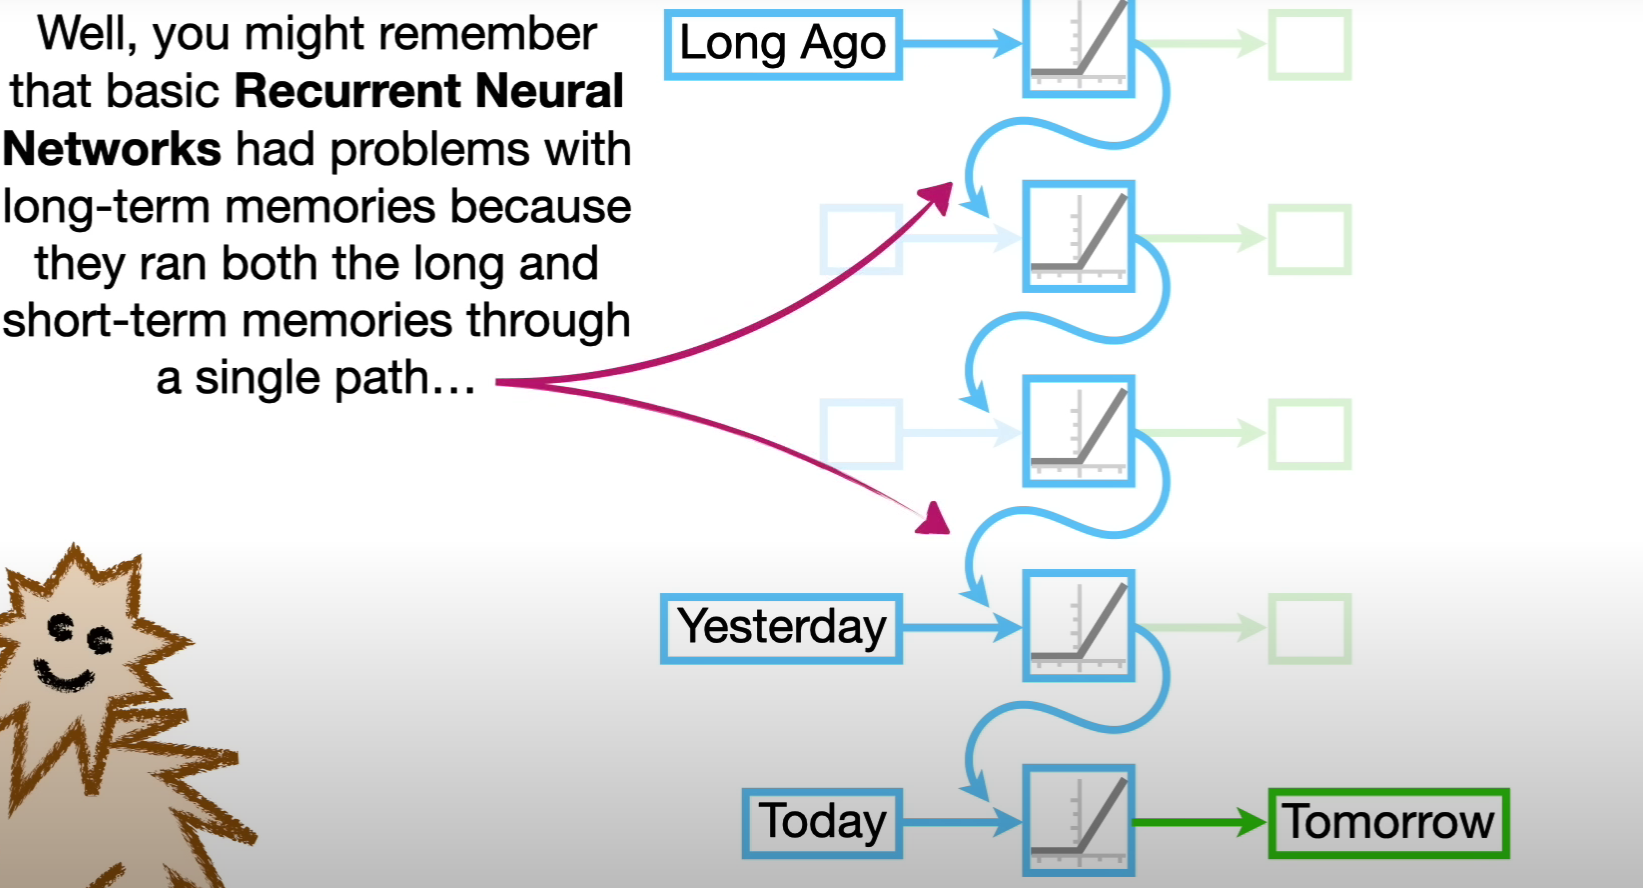 Well, you might remember
that basic Recurrent Neural
Networks had problems with
long-term memories because
they ran both the long and
short-term memories through
a single path...
Long Ago
Yesterday
Today
Tomorrow